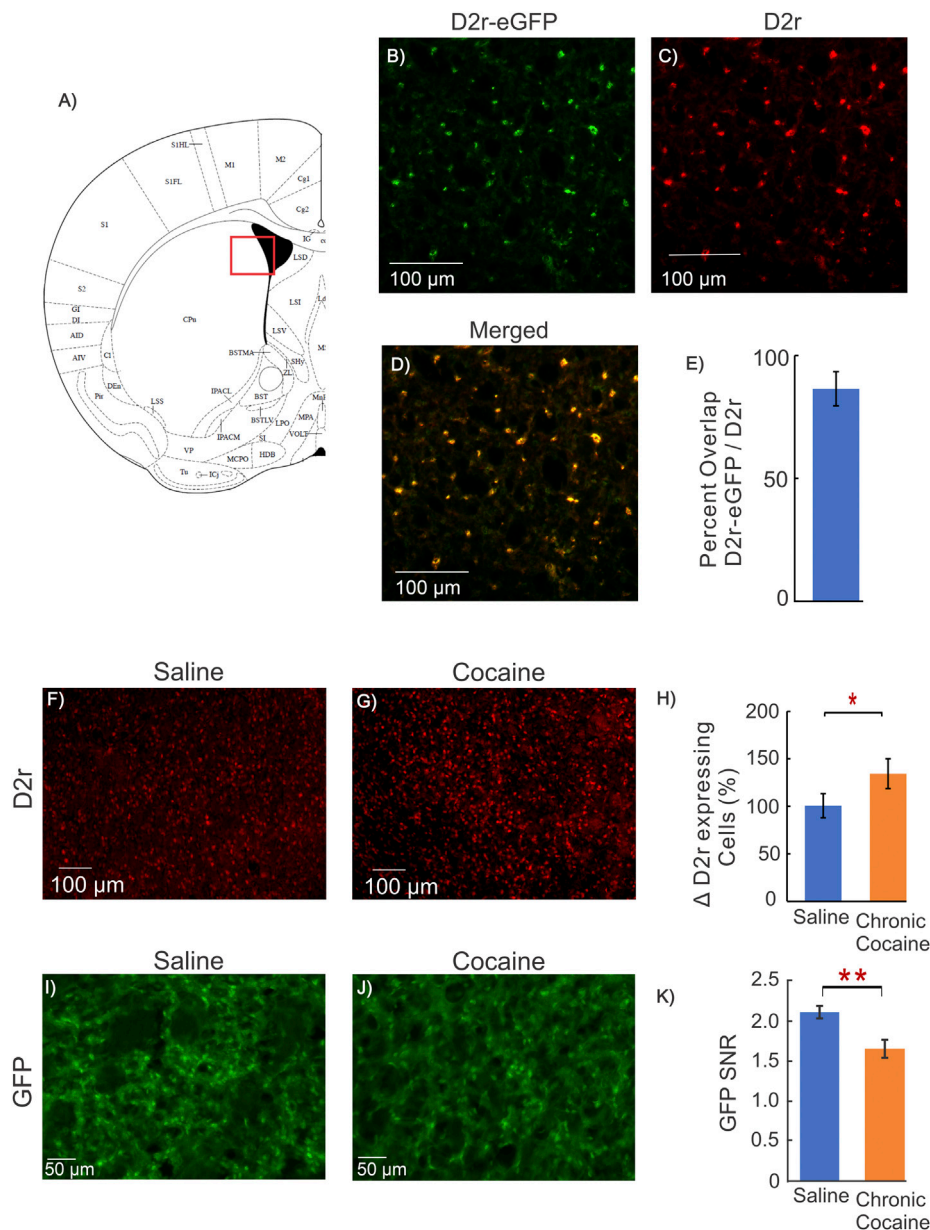 A)
S1HL
M1
M2
S1FL
Cg1
Cg2
S1
IG
LSD
S2
GI
DI
LSI
CPu
AID
LSV
AIV
Cl
BSTMA
SHy
ZL
DEn
IPACL
BST
Pir
LSS
BSTLV
LPO
MPA
IPACM
VOLT
VP
SI
MCPO
HDB
Tu
ICj
D2r-eGFP
B)
100 μm
D2r
C)
100 μm
Merged
D)
100 μm
E)
Percent Overlap
D2r-eGFP / D2r
100
50
0
Saline
Cocaine
D2r
F)
100 μm
G)
100 μm
H)
Δ D2r expressing
Cells (%)
200
150
100
50
0
*
Saline
Chronic
Cocaine
Saline
Cocaine
GFP
I)
50 μm
J)
50 μm
K)
GFP SNR
2.5
2.0
1.5
1.0
0.5
0
**
Saline
Chronic
Cocaine